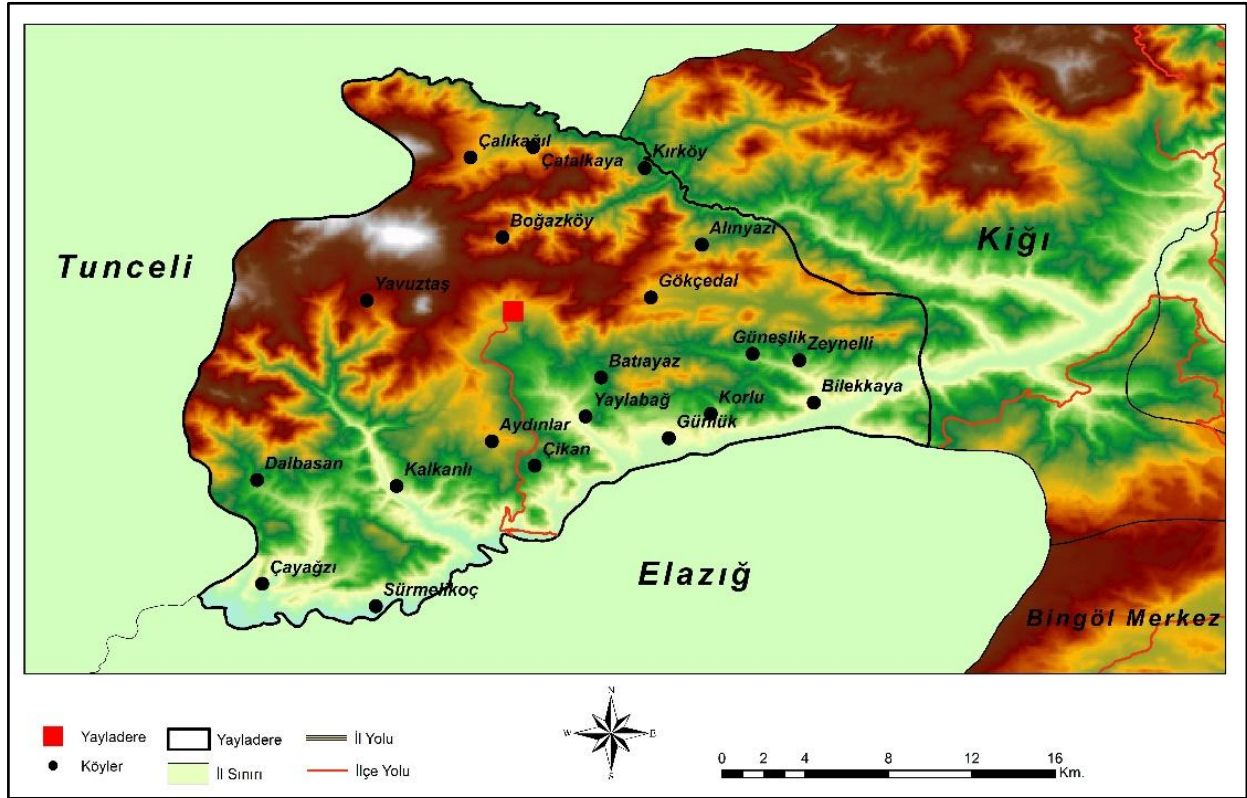 Çalıkağıl
Çatalkaya
Kırköy
Boğazköy
Alınyazı
Kiğı
Tunceli
Yavuztaş
Gökçedal
Güneşlik
Zeynelli
Batıayaz
Bilekkaya
Yaylabağ
Korlu
Günlük
Aydınlar
Çikan
Dalbasan
Kalkanlı
Elazığ
Çayağzı
Sürmelikoç
Bingöl Merkez
N
W
E
S
Yayladere
Yayladere
İl Yolu
Köyler
İl Sınırı
İlçe Yolu
0 2 4 8 12 16
Km.